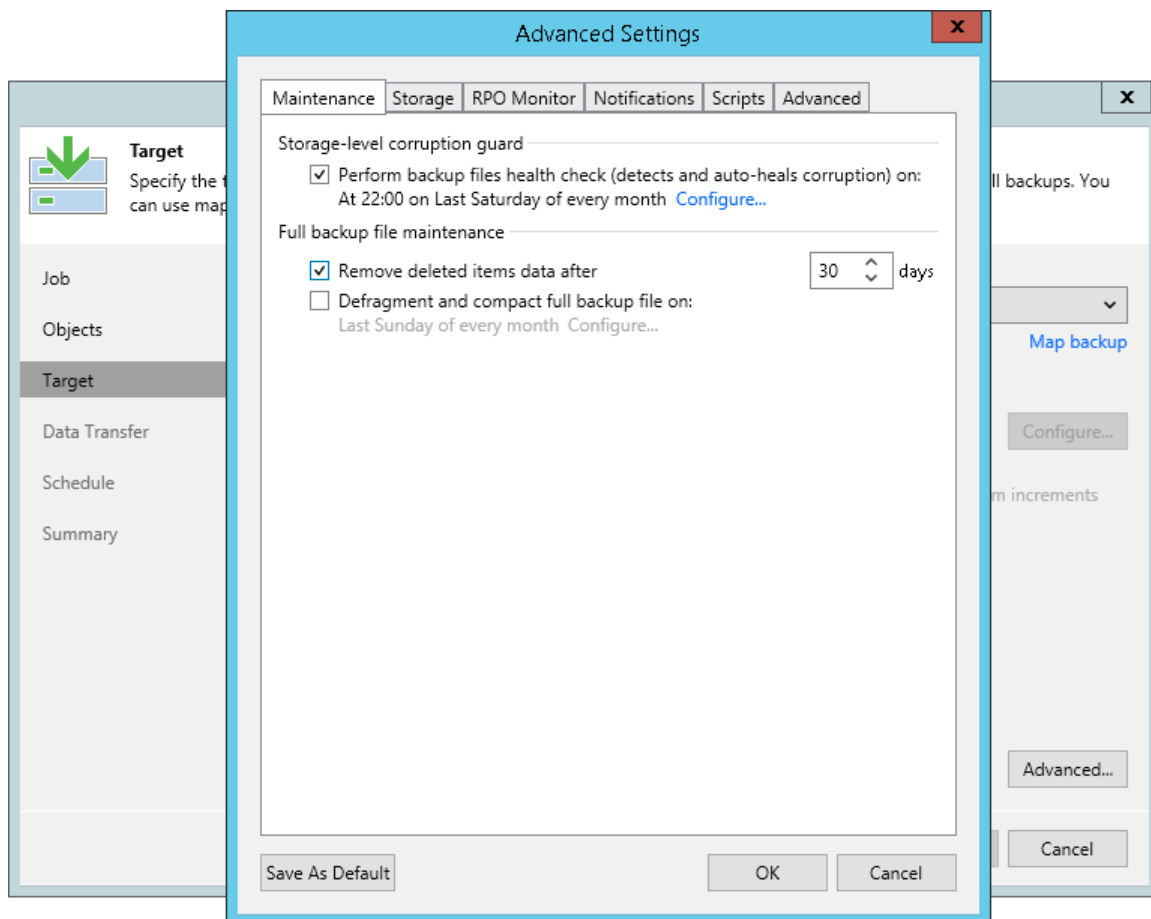 Advanced Settings
x
x
Maintenance Storage RPO Monitor Notifications Scripts Advanced
Target
Specify the
can use map
ll backups. You
Storage-level corruption guard
Perform backup files health check (detects and auto-heals corruption) on:
At 22:00 on Last Saturday of every month Configure...
Full backup file maintenance
Remove deleted items data after 30 days
Defragment and compact full backup file on:
Last Sunday of every month Configure...
Job
Objects
Target
Data Transfer
Schedule
Summary
Map backup
Configure...
m increments
Advanced...
Cancel
Save As Default OK Cancel